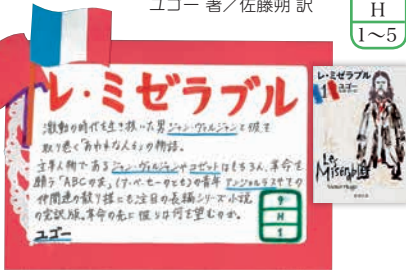 ユゴー 著／佐藤朔 訳
H
1〜5
レ・ミゼラブル
激動の時代を生き抜いた男ジャン・ヴァルジャンと彼を
取り巻く「あわれな人々」の物語。
主要人物であるジャン・ヴァルジャンやコゼットはもちろん、革命を
願う「ABCの友」(ア・ベ・セーのとも)の青年アンジョルラスやその
仲間達の散り様にも注目の長編シリーズ小説
の完訳版。革命の先に彼らは何を望むのか。
ユゴー
9
H
1
レ・ミゼラブル
1
ユゴー
Les
Misérables